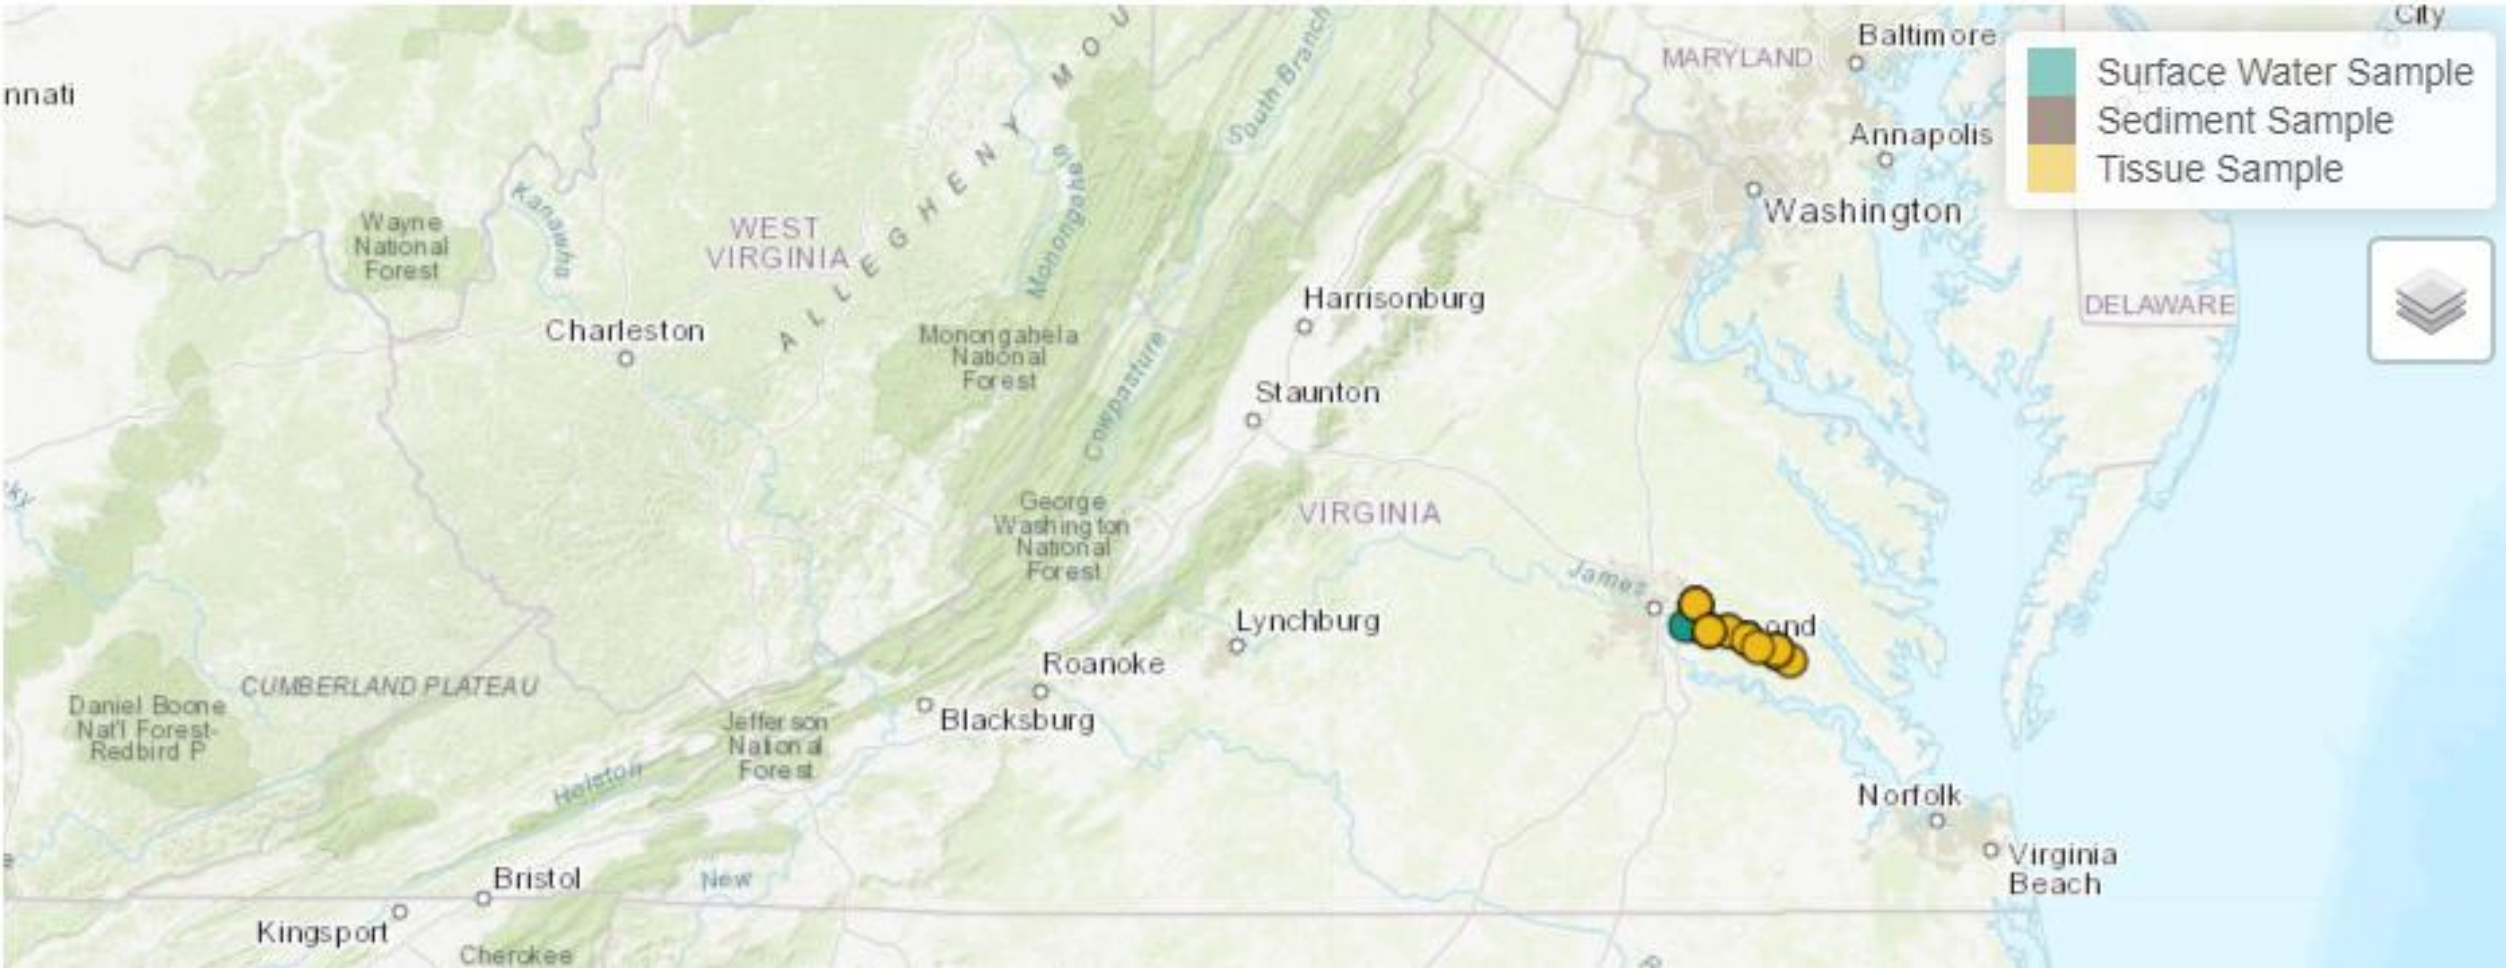 City
Baltimore
MARYLAND
Surface Water Sample
Sediment Sample
Tissue Sample
nnati
South Branch
ALLEGHENY MOU
Annapolis
Washington
Kanawha
Wayne
National
Forest
WEST
VIRGINIA
Harrisonburg
DELAWARE
Charleston
Monongabela
National
Forest
Cowpasture
Staunton
ky
George
Washington
National
Forest
VIRGINIA
James
Lynchburg
ond
Roanoke
CUMBERLAND PLATEAU
Daniel Boone
Nat'l Forest-
Redbird P
Jefferson
National
Forest
Blacksburg
Holston
Norfolk
Virginia
Beach
Bristol
New
Kingsport
Cherokee